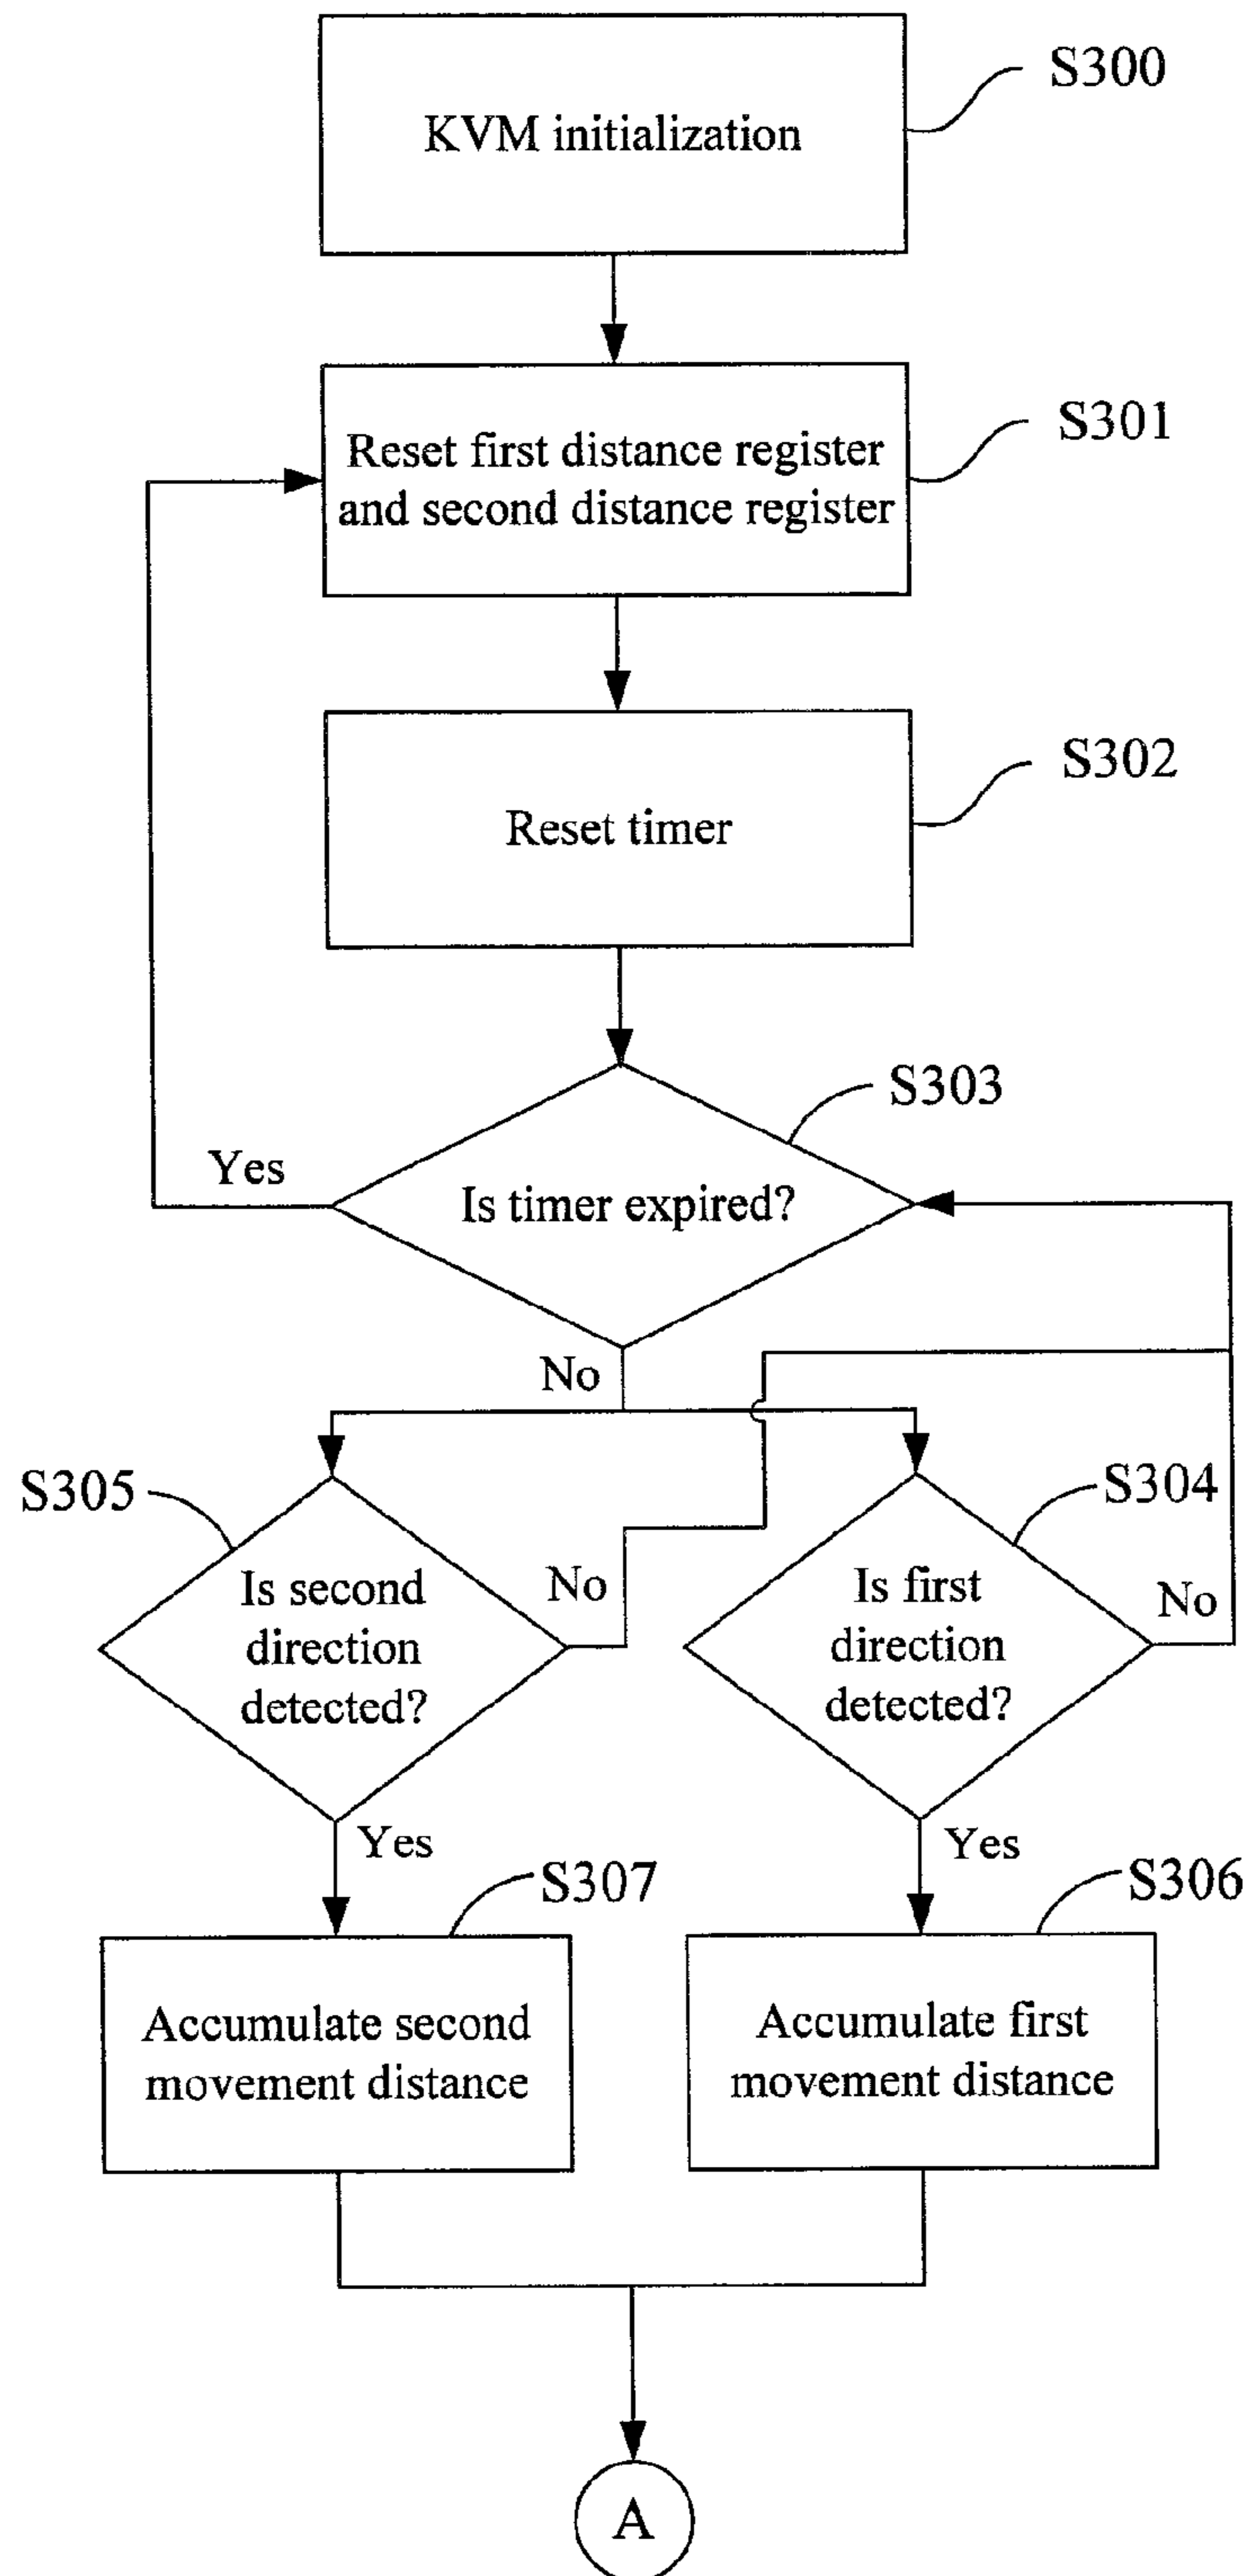 S300
KVM initialization
S301
Reset first distance register
and second distance register
S302
Reset timer
S303
Yes
Is timer expired?
No
S305
S304
Is second
direction
detected?
No
Is first
direction
detected?
No
Yes
S307
Yes
S306
Accumulate second
movement distance
Accumulate first
movement distance
A